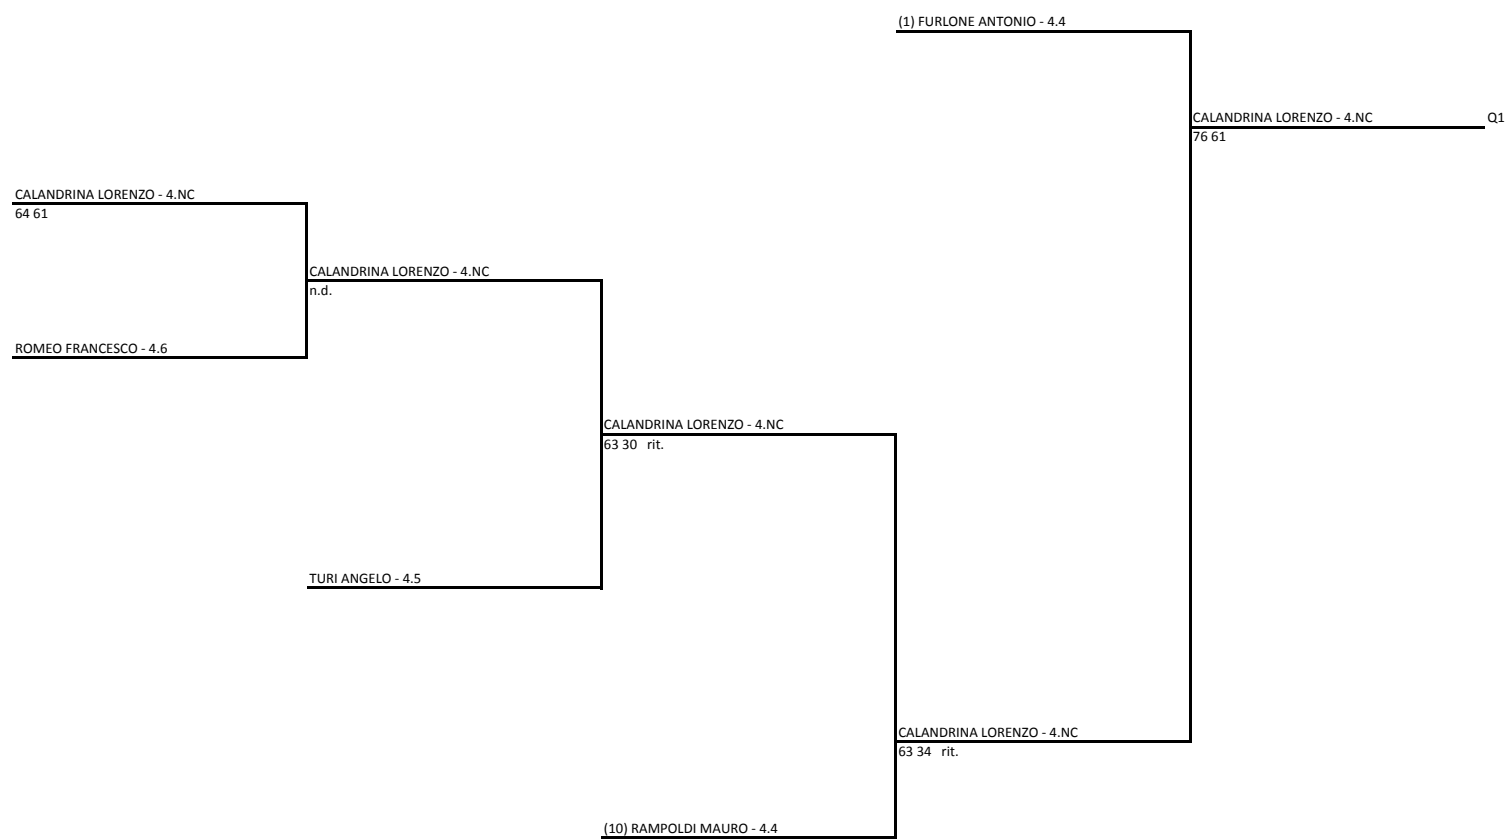 (1) FURLONE ANTONIO - 4.4
CALANDRINA LORENZO - 4.NC
Q1
76 61
CALANDRINA LORENZO - 4.NC
64 61
CALANDRINA LORENZO - 4.NC
n.d.
ROMEO FRANCESCO - 4.6
CALANDRINA LORENZO - 4.NC
63 30 rit.
TURI ANGELO - 4.5
CALANDRINA LORENZO - 4.NC
63 34 rit.
(10) RAMPOLDI MAURO - 4.4